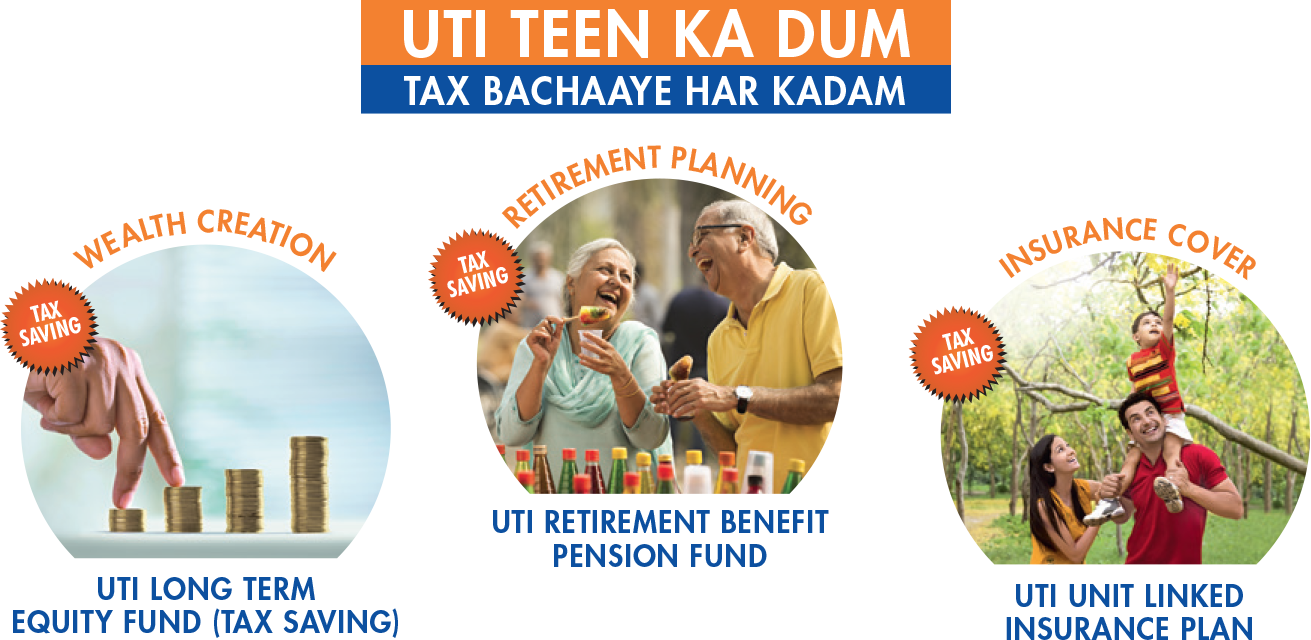 UTI TEEN KA DUM
TAX BACHAAYE HAR KADAM
WEALTH CREATION
TAX
SAVING
UTI LONG TERM
EQUITY FUND (TAX SAVING)
RETIREMENT PLANNING
TAX
SAVING
UTI RETIREMENT BENEFIT
PENSION FUND
INSURANCE COVER
TAX
SAVING
UTI UNIT LINKED
INSURANCE PLAN